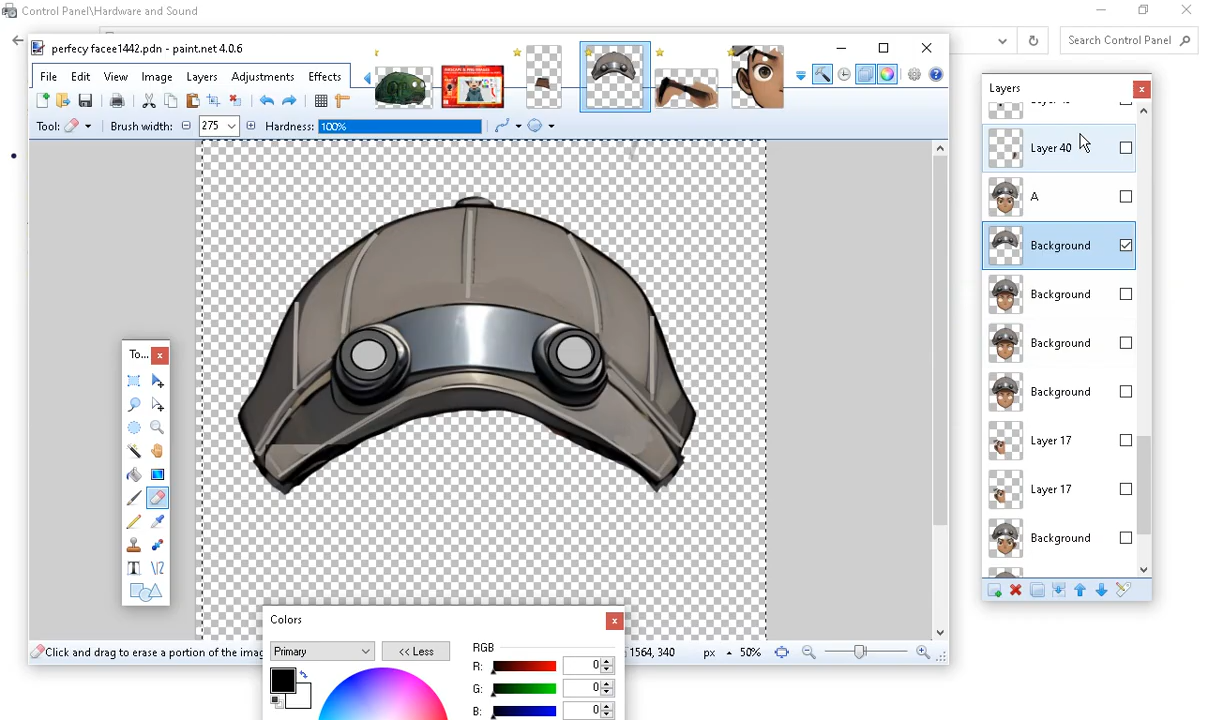 Control Panel\Hardware and Sound
Search Control Panel
perfecy facee1442.pdn - paint.net 4.0.6
File Edit View Image Layers Adjustments Effects
Tool: Brush width: 275 Hardness: 100%
Layers
Layer 40
A
Background
Background
Background
Background
Layer 17
Layer 17
Background
To...
Colors
Primary
<< Less
RGB
R: 0
G: 0
B: 0
Click and drag to erase a portion of the imag
1564, 340
px
50%